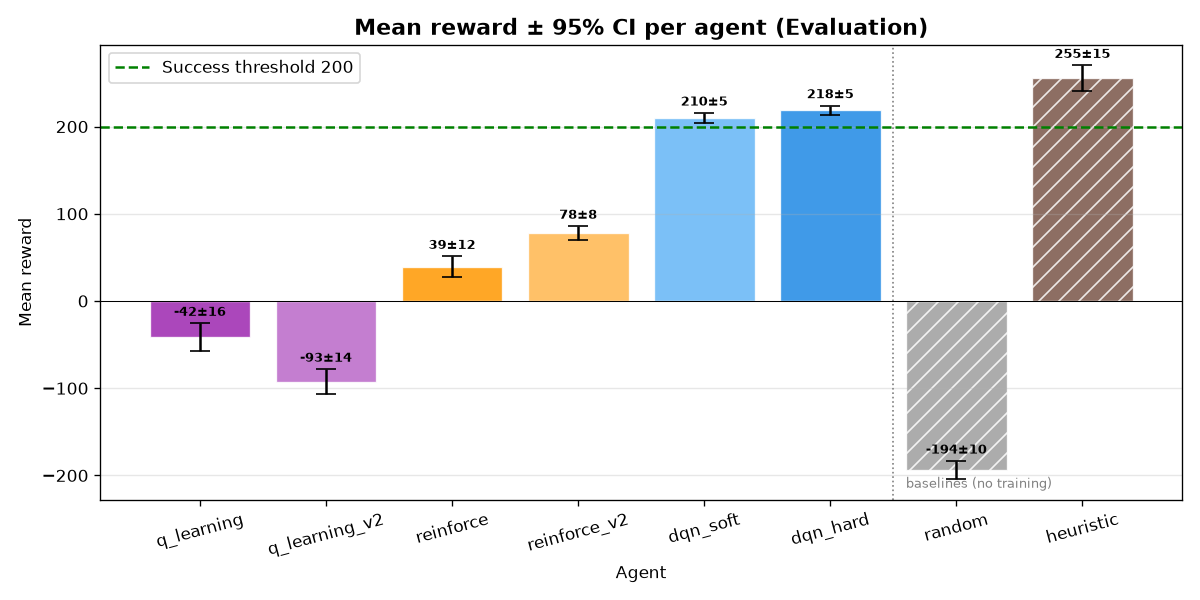 Mean reward ± 95% CI per agent (Evaluation)
Success threshold 200
255±15
210±5
218±5
78±8
39±12
-42±16
-93±14
-194±10
baselines (no training)
Mean reward
200
100
0
−100
−200
q_learning
q_learning_v2
reinforce
reinforce_v2
dqn_soft
dqn_hard
random
heuristic
Agent